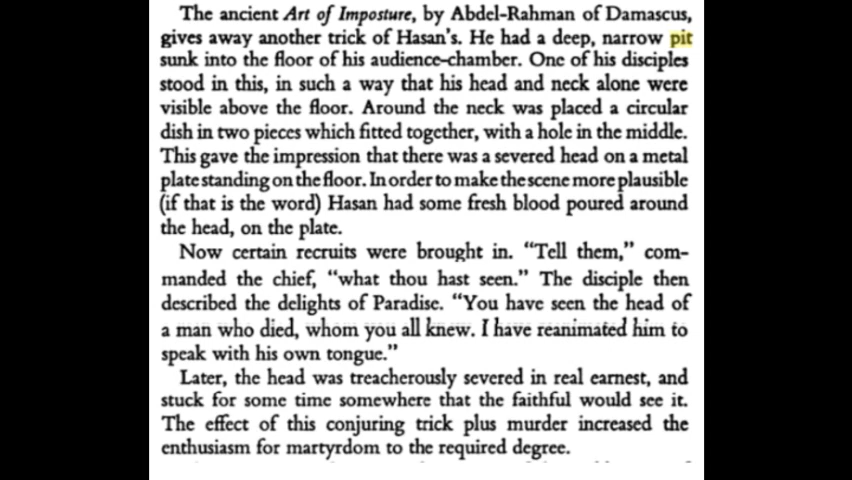 The ancient Art of Imposture, by Abdel-Rahman of Damascus,
gives away another trick of Hasan's. He had a deep, narrow pit
sunk into the floor of his audience-chamber. One of his disciples
stood in this, in such a way that his head and neck alone were
visible above the floor. Around the neck was placed a circular
dish in two pieces which fitted together, with a hole in the middle.
This gave the impression that there was a severed head on a metal
plate standing on the floor. In order to make the scene more plausible
(if that is the word) Hasan had some fresh blood poured around
the head, on the plate.
Now certain recruits were brought in. “Tell them,” com-
manded the chief, “what thou hast seen.” The disciple then
described the delights of Paradise. “You have seen the head of
a man who died, whom you all knew. I have reanimated him to
speak with his own tongue.”
Later, the head was treacherously severed in real earnest, and
stuck for some time somewhere that the faithful would see it.
The effect of this conjuring trick plus murder increased the
enthusiasm for martyrdom to the required degree.